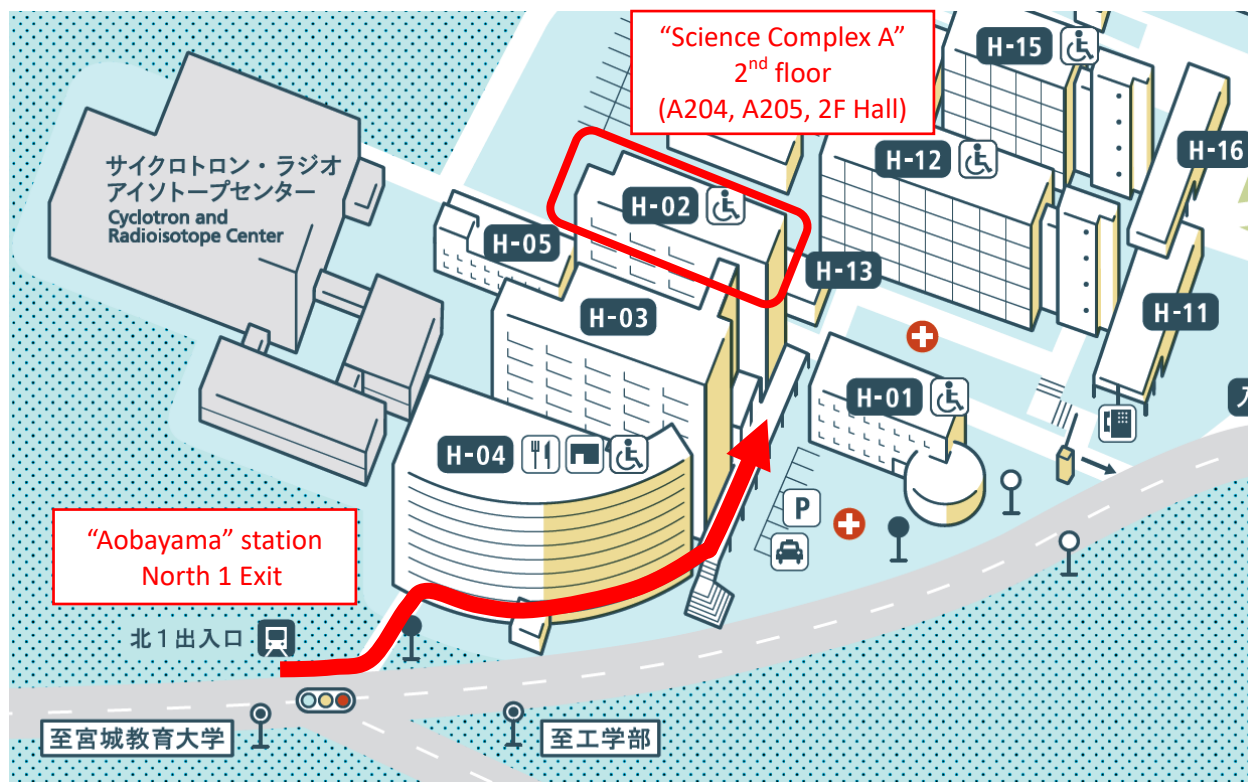 “Science Complex A”
2nd floor
(A204, A205, 2F Hall)
H-15
H-16
H-12
サイクロトロン・ラジオ
アイソトープセンター
Cyclotron and
Radioisotope Center
H-02
H-05
H-13
H-03
H-11
H-01
H-04
P
“Aobayama” station
North 1 Exit
北1出入口
至宮城教育大学
至工学部